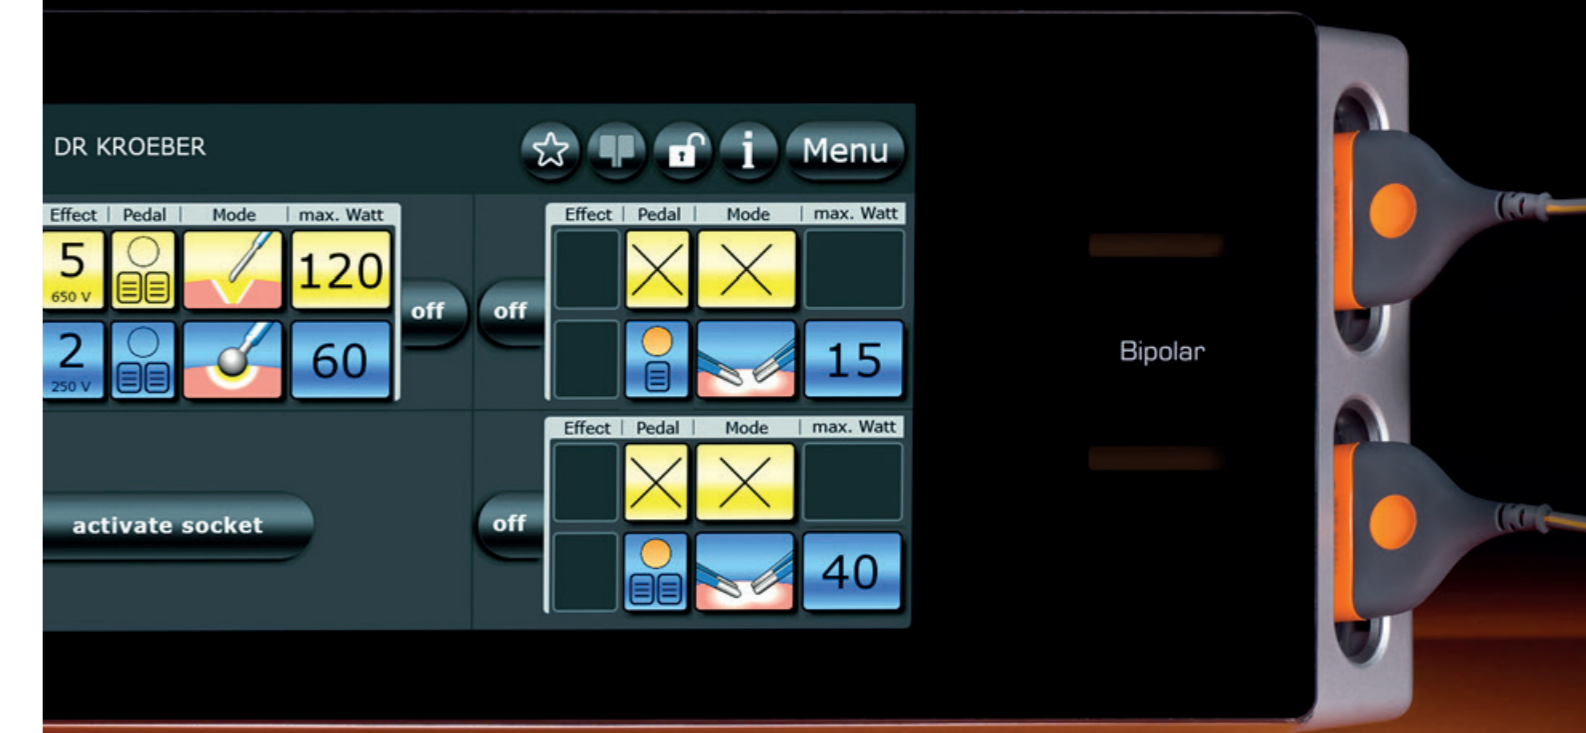 DR KROEBER
i
Menu
Effect | Pedal | Mode | max. Watt
5
650 V
120
off
2
250 V
60
Effect | Pedal | Mode | max. Watt
off
15
Bipolar
activate socket
Effect | Pedal | Mode | max. Watt
off
40